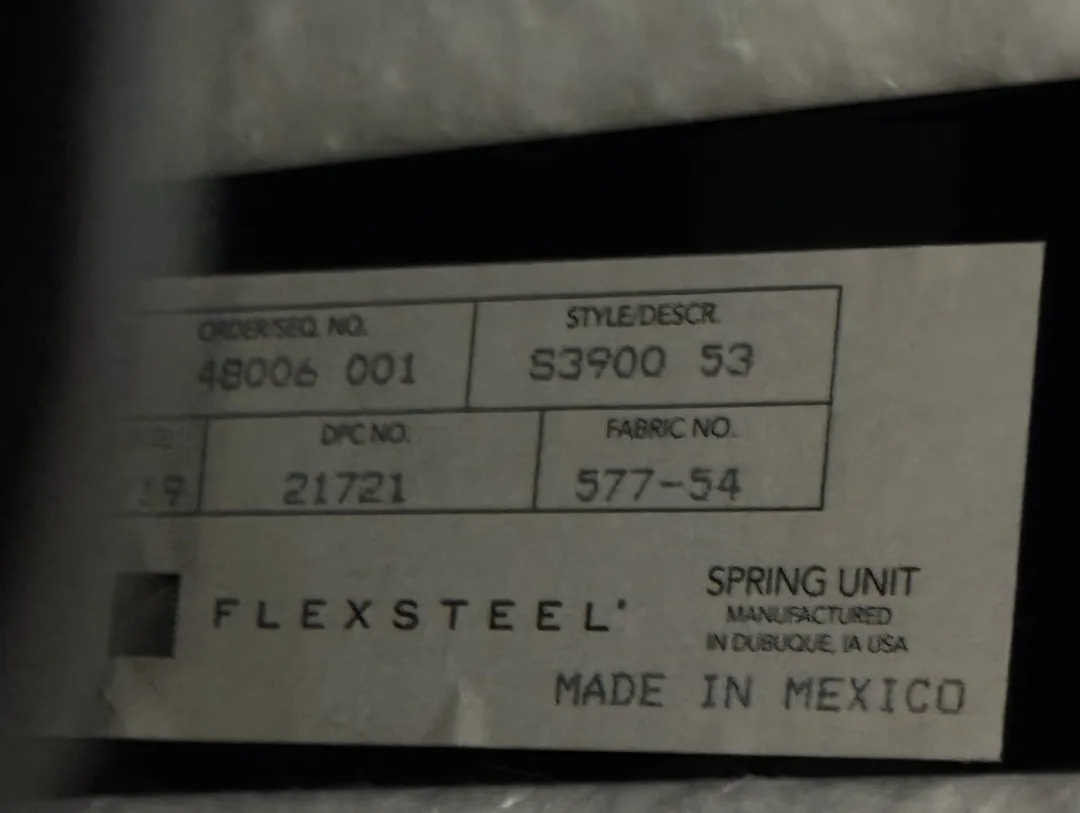 ORDER/SEQ. NO. STYLE/DESCR.
48006 001 S3900 53
DPC NO. FABRIC NO.
19 21721 577-54
FLEXSTEEL
SPRING UNIT
MANUFACTURED
IN DUBUQUE, IA USA
MADE IN MEXICO